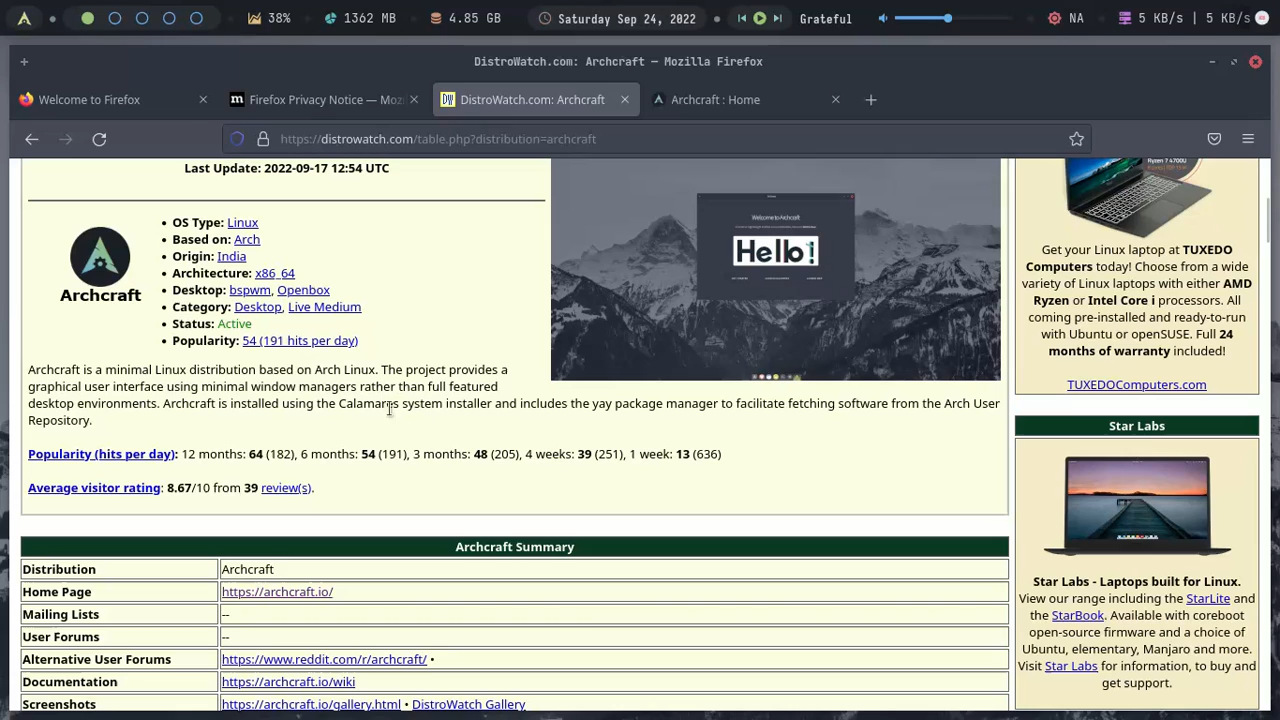 38% 1362 MB 4.85 GB Saturday Sep 24, 2022 Grateful NA 5 KB/s | 5 KB/s
DistroWatch.com: Archcraft — Mozilla Firefox
Welcome to Firefox
Firefox Privacy Notice — Mozi
DistroWatch.com: Archcraft
Archcraft : Home
https://distrowatch.com/table.php?distribution=archcraft
Last Update: 2022-09-17 12:54 UTC
Archcraft
• OS Type: Linux
• Based on: Arch
• Origin: India
• Architecture: x86_64
• Desktop: bspwm, Openbox
• Category: Desktop, Live Medium
• Status: Active
• Popularity: 54 (191 hits per day)
Welcome to Archcraft
Hello!
Archcraft is a minimal Linux distribution based on Arch Linux. The project provides a
graphical user interface using minimal window managers rather than full featured
desktop environments. Archcraft is installed using the Calamares system installer and includes the yay package manager to facilitate fetching software from the Arch User
Repository.
Popularity (hits per day): 12 months: 64 (182), 6 months: 54 (191), 3 months: 48 (205), 4 weeks: 39 (251), 1 week: 13 (636)
Average visitor rating: 8.67/10 from 39 review(s).
Archcraft Summary
Distribution Archcraft
Home Page https://archcraft.io/
Mailing Lists --
User Forums --
Alternative User Forums https://www.reddit.com/r/archcraft/ •
Documentation https://archcraft.io/wiki
Screenshots https://archcraft.io/gallery.html • DistroWatch Gallery
Ryzen 7 4700U
Get your Linux laptop at TUXEDO
Computers today! Choose from a wide
variety of Linux laptops with either AMD
Ryzen or Intel Core i processors. All
coming pre-installed and ready-to-run
with Ubuntu or openSUSE. Full 24
months of warranty included!
TUXEDOComputers.com
Star Labs
Star Labs - Laptops built for Linux.
View our range including the StarLite and
the StarBook. Available with coreboot
open-source firmware and a choice of
Ubuntu, elementary, Manjaro and more.
Visit Star Labs for information, to buy and
get support.